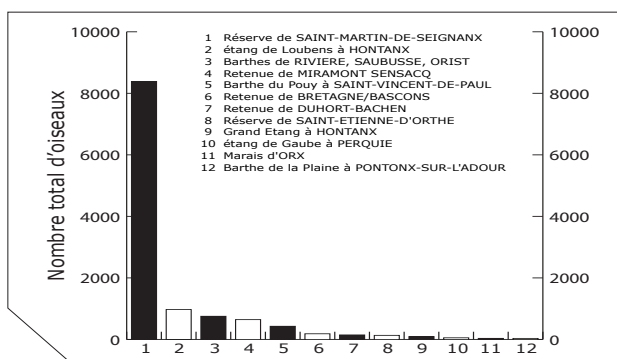 Nombre total d'oiseaux
10000
8000
6000
4000
2000
0
1 Réserve de SAINT-MARTIN-DE-SEIGNANX
2 étang de Loubens à HONTANX
3 Barthes de RIVIERE, SAUBUSSE, ORIST
4 Retenue de MIRAMONT SENSACQ
5 Barthe du Pouy à SAINT-VINCENT-DE-PAUL
6 Retenue de BRETAGNE/BASCONS
7 Retenue de DUHORT-BACHEN
8 Réserve de SAINT-ETIENNE-D'ORTHE
9 Grand Etang à HONTANX
10 étang de Gaube à PERQUIE
11 Marais d'ORX
12 Barthe de la Plaine à PONTONX-SUR-L'ADOUR
10000
8000
6000
4000
2000
0
1 2 3 4 5 6 7 8 9 10 11 12